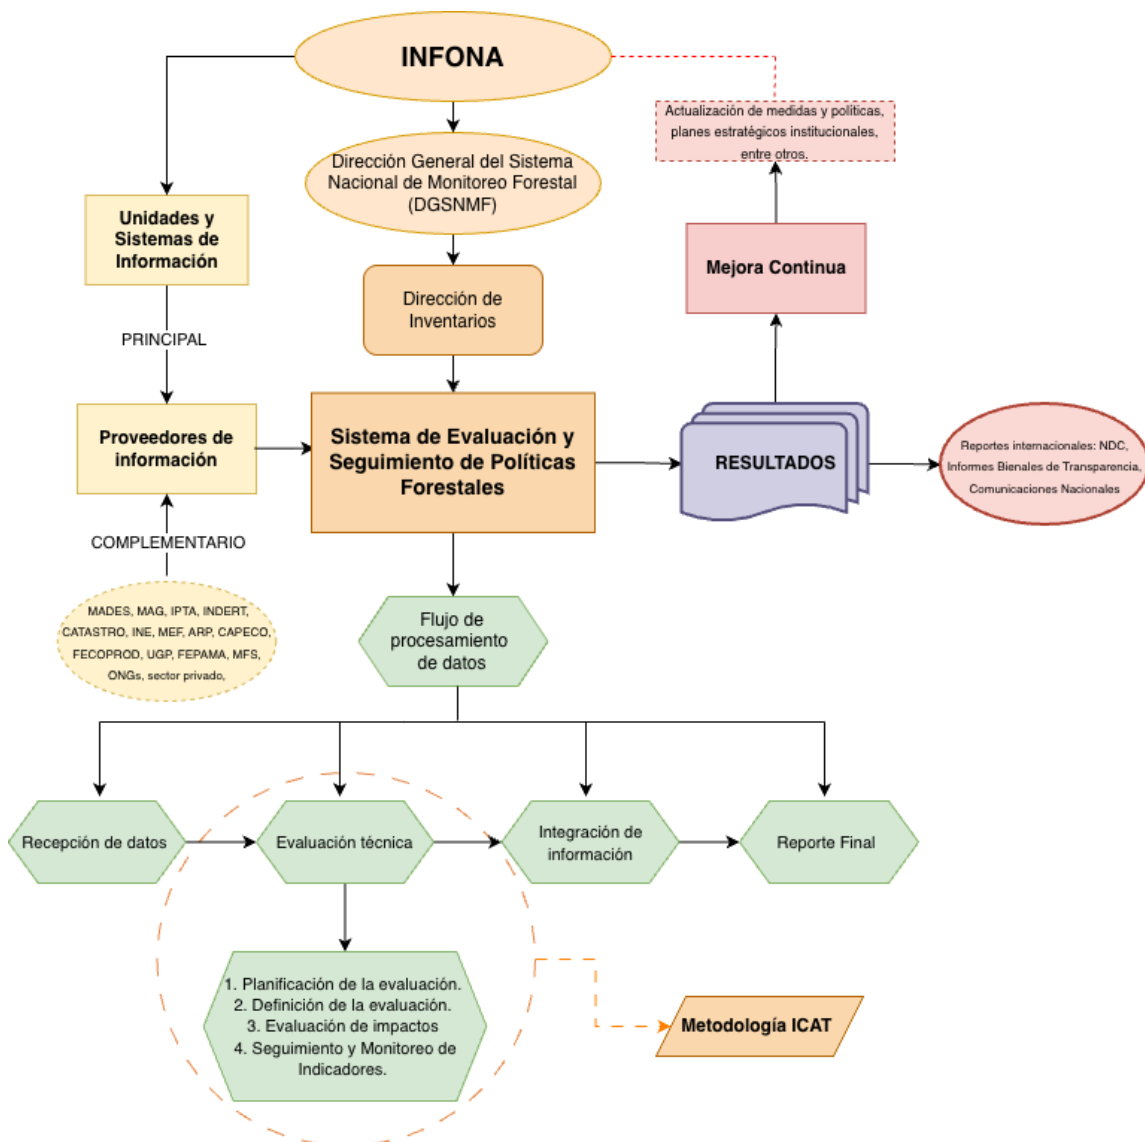 INFONA
Actualización de medidas y políticas,
planes estratégicos institucionales,
entre otros.
Dirección General del Sistema
Nacional de Monitoreo Forestal
(DGSNMF)
Unidades y
Sistemas de
Información
Mejora Continua
Dirección de
Inventarios
PRINCIPAL
Proveedores de
información
Sistema de Evaluación y
Seguimiento de Políticas
Forestales
RESULTADOS
Reportes internacionales: NDC,
Informes Bienales de Transparencia,
Comunicaciones Nacionales
COMPLEMENTARIO
MADES, MAG, IPTA, INDERT,
CATASTRO, INE, MEF, ARP, CAPECO,
FECOPROD, UGP, FEPAMA, MFS,
ONGs, sector privado,
Flujo de
procesamiento
de datos
Recepción de datos
Evaluación técnica
Integración de
información
Reporte Final
1. Planificación de la evaluación.
2. Definición de la evaluación.
3. Evaluación de impactos
4. Seguimiento y Monitoreo de
Indicadores.
Metodología ICAT